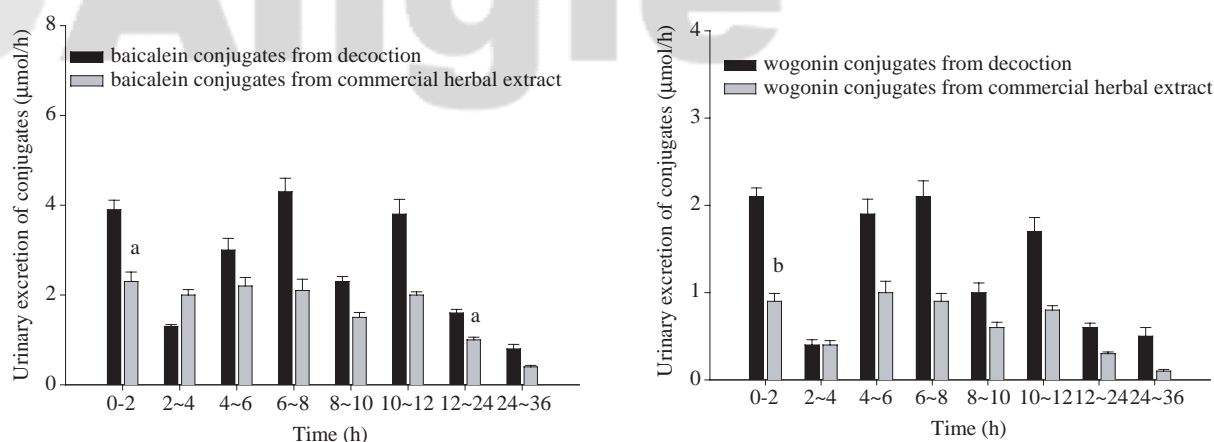 Angle
8
6
4
2
0
Urinary excretion of conjugates (μmol/h)
baicalein conjugates from decoction
baicalein conjugates from commercial herbal extract
a
a
0-2 2~4 4~6 6~8 8~10 10~12 12~24 24~36
Time (h)
4
3
2
1
0
Urinary excretion of conjugates (μmol/h)
wogonin conjugates from decoction
wogonin conjugates from commercial herbal extract
b
0-2 2~4 4~6 6~8 8~10 10~12 12~24 24~36
Time (h)